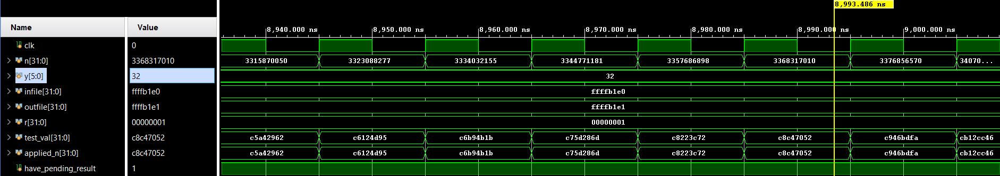 8,993.486 ns
Name Value
8,940.000 ns 8,950.000 ns 8,960.000 ns 8,970.000 ns 8,980.000 ns 8,990.000 ns 9,000.000 ns
clk 0
n[31:0] 3368317010 3315870050 3323088277 3334032155 3344771181 3357686898 3368317010 3376856570 34070...
y[5:0] 32 32
infile[31:0] ffffb1e0 ffffb1e0
outfile[31:0] ffffb1e1 ffffb1e1
r[31:0] 00000001 00000001
test_val[31:0] c8c47052 c5a42962 c6124d95 c6b94b1b c75d286d c8223c72 c8c47052 c946bdfa cb12cc46
applied_n[31:0] c8c47052 c5a42962 c6124d95 c6b94b1b c75d286d c8223c72 c8c47052 c946bdfa cb12cc46
have_pending_result 1